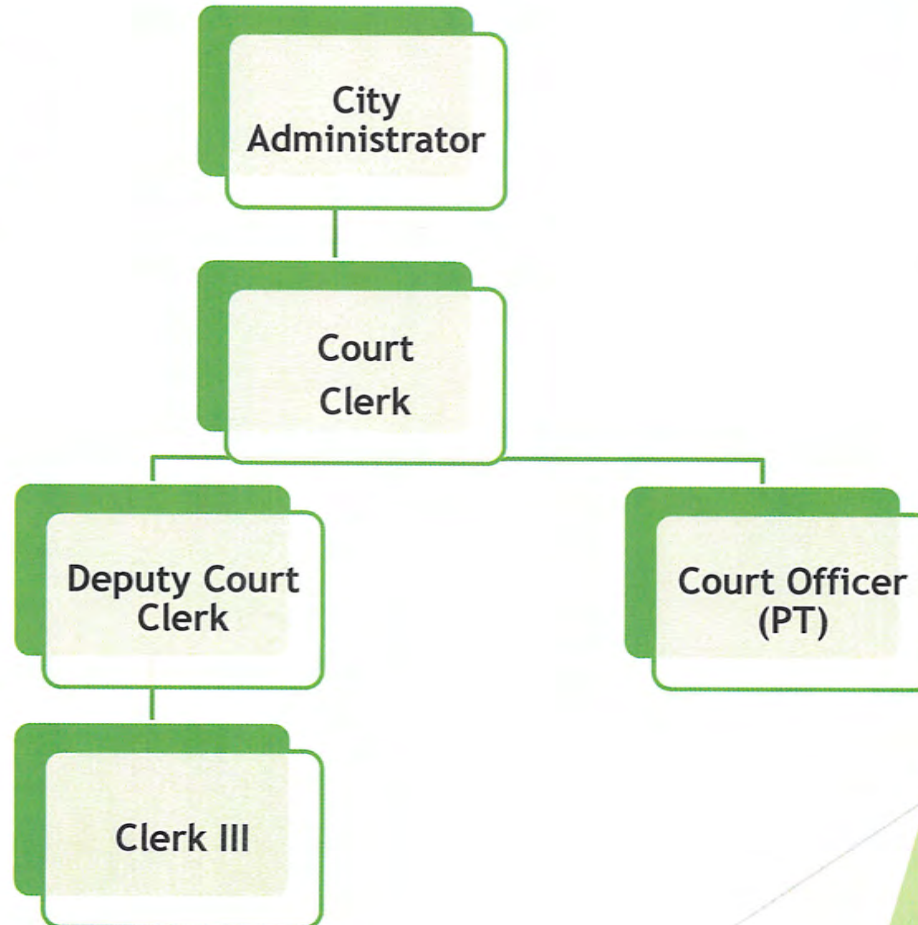 City
Administrator
Court
Clerk
Deputy Court
Clerk
Court Officer
(PT)
Clerk III